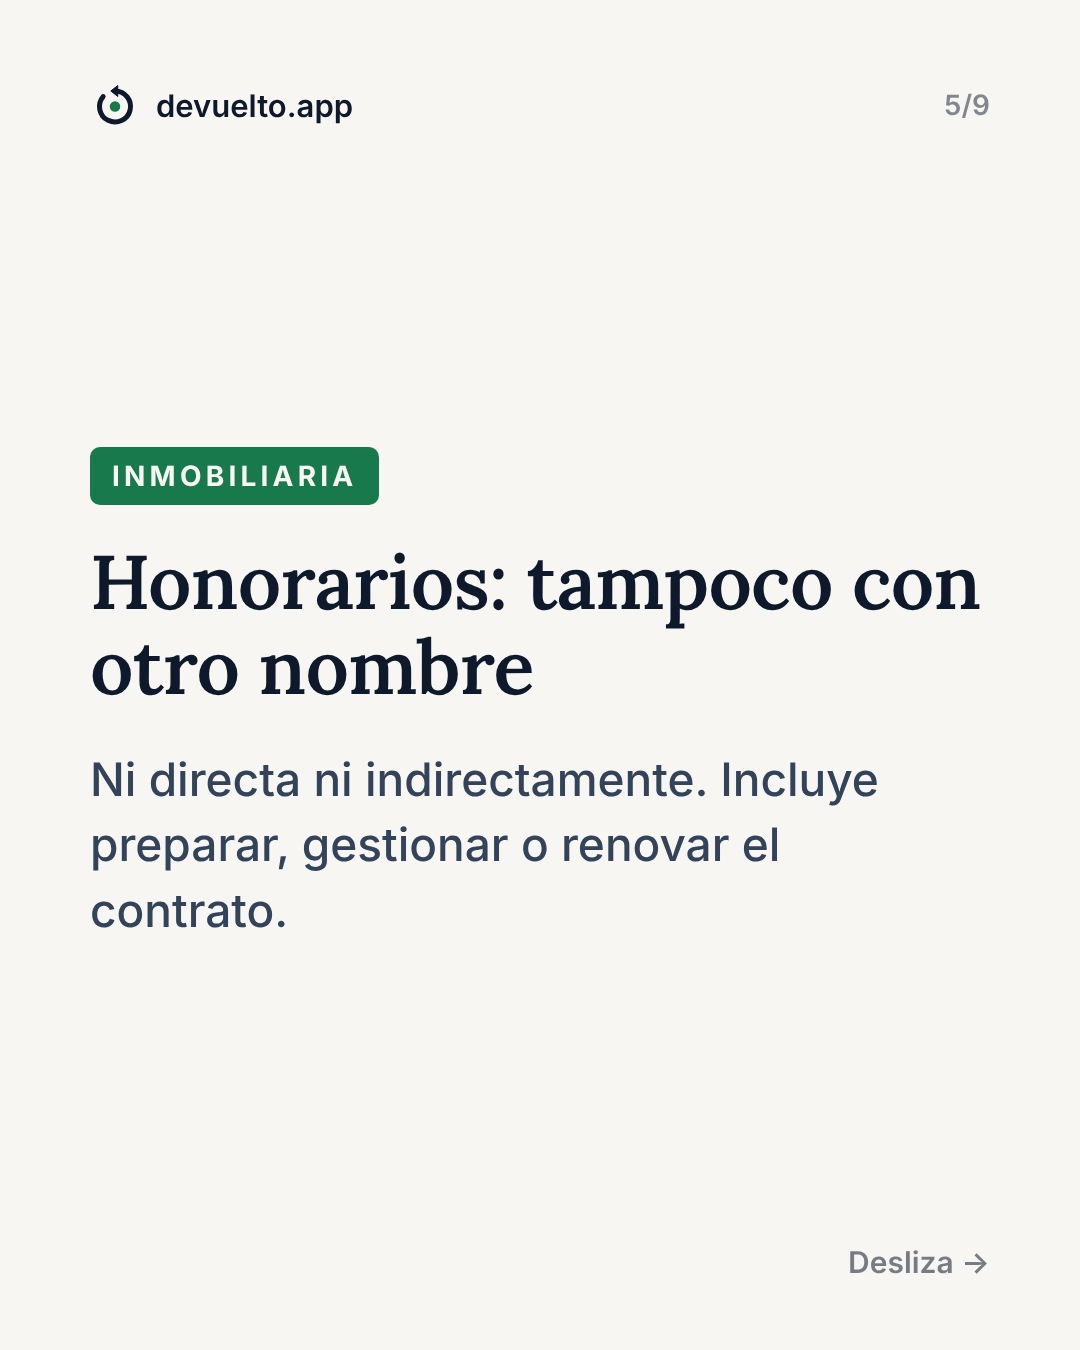 devuelto.app
5/9
INMOBILIARIA
Honorarios: tampoco con
otro nombre
Ni directa ni indirectamente. Incluye
preparar, gestionar o renovar el
contrato.
Desliza →